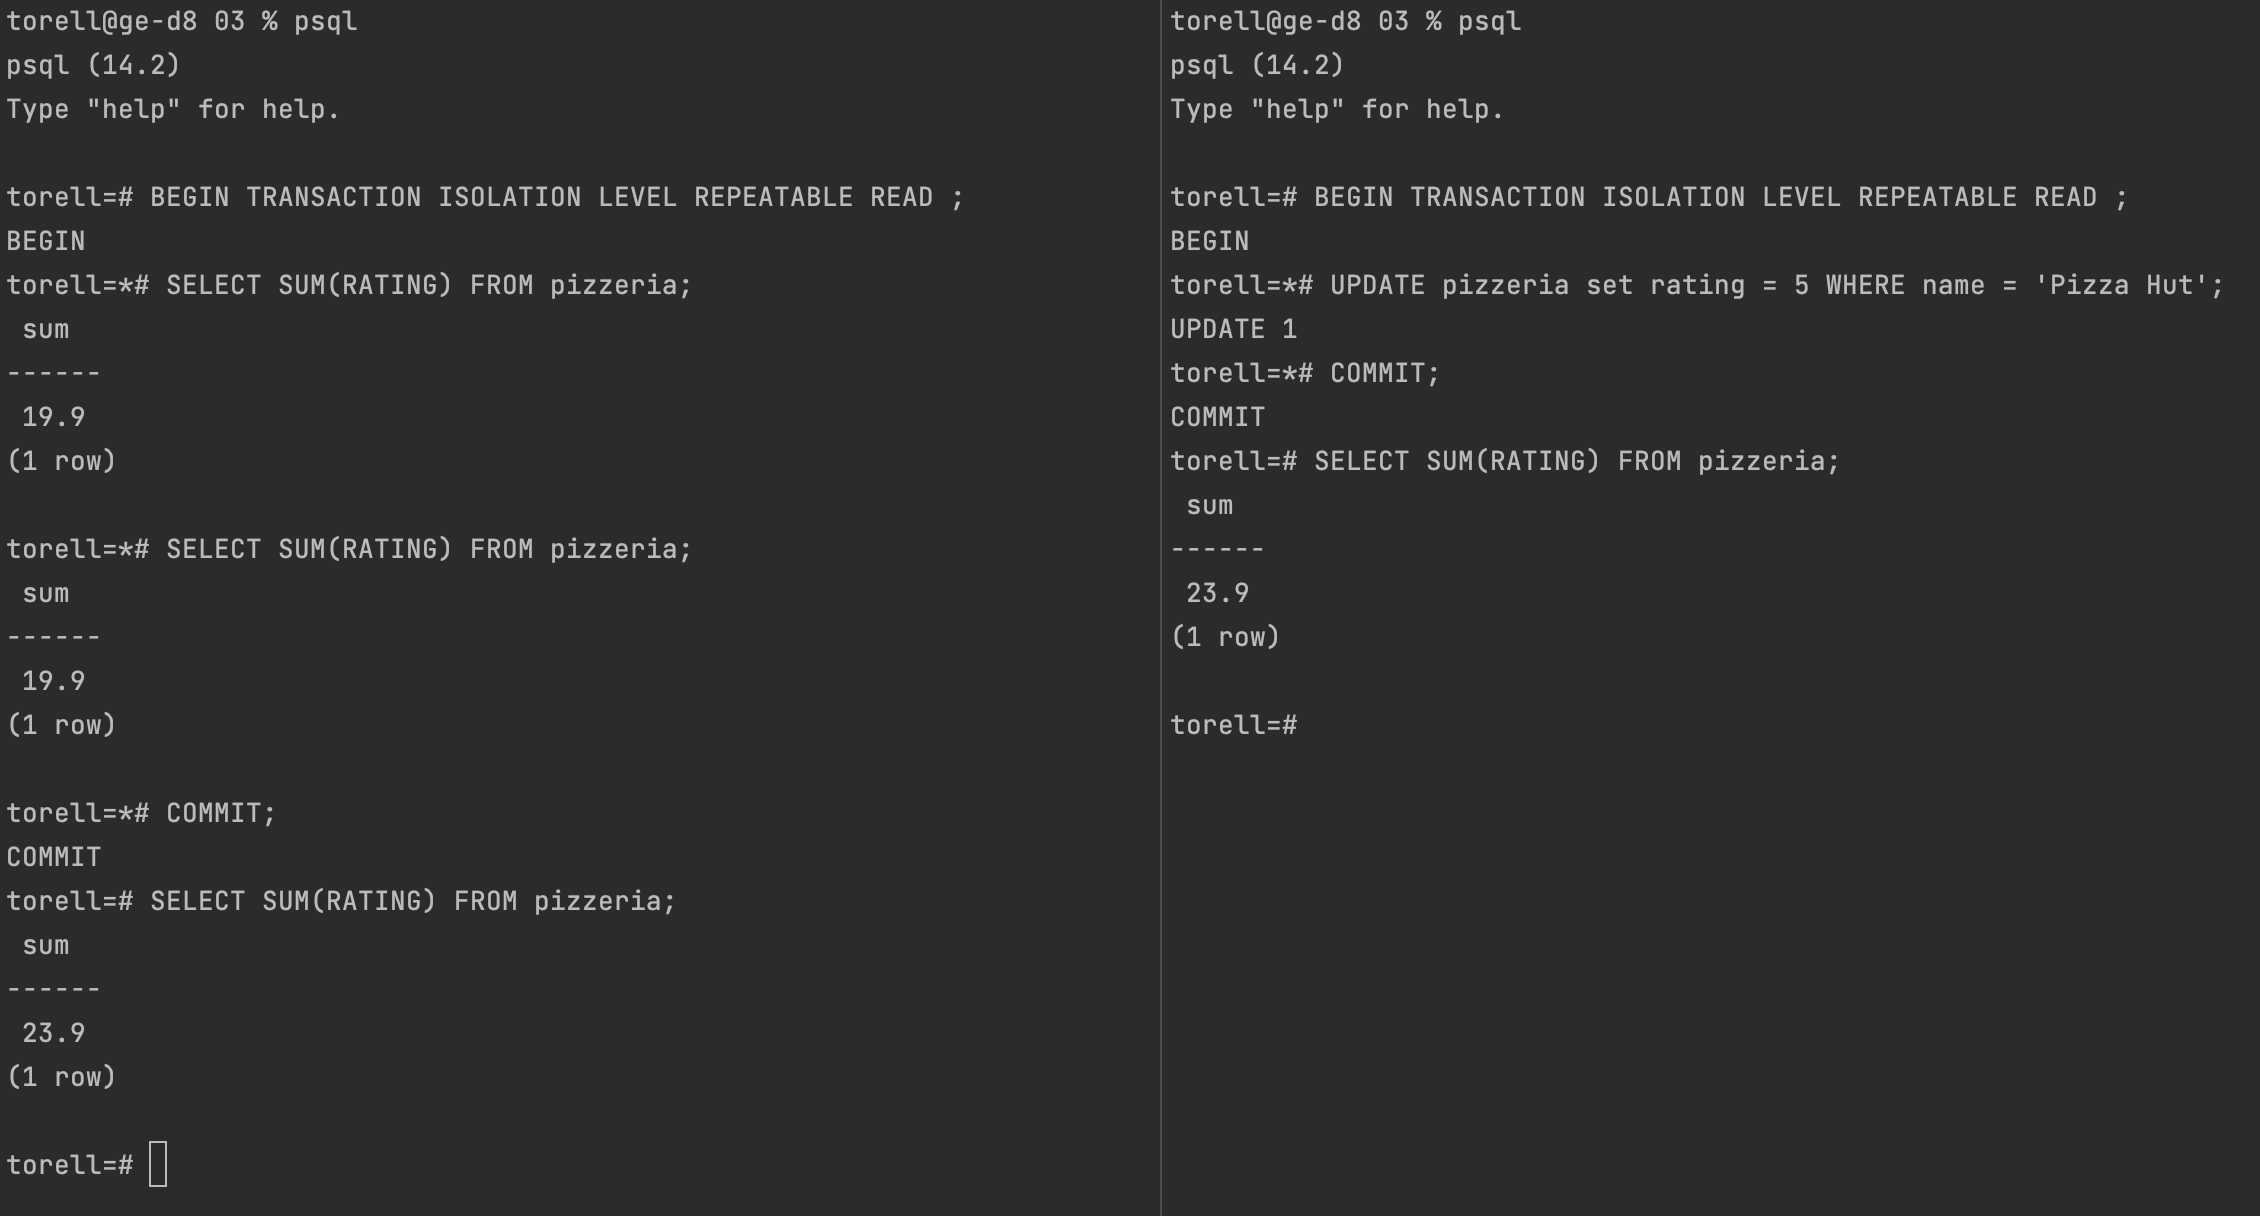 torell@ge-d8 03 % psql
psql (14.2)
Type "help" for help.
torell=# BEGIN TRANSACTION ISOLATION LEVEL REPEATABLE READ ;
BEGIN
torell=*# SELECT SUM(RATING) FROM pizzeria;
 sum
------
 19.9
(1 row)
torell=*# SELECT SUM(RATING) FROM pizzeria;
 sum
------
 19.9
(1 row)
torell=*# COMMIT;
COMMIT
torell=# SELECT SUM(RATING) FROM pizzeria;
 sum
------
 23.9
(1 row)
torell=#
torell@ge-d8 03 % psql
psql (14.2)
Type "help" for help.
torell=# BEGIN TRANSACTION ISOLATION LEVEL REPEATABLE READ ;
BEGIN
torell=*# UPDATE pizzeria set rating = 5 WHERE name = 'Pizza Hut';
UPDATE 1
torell=*# COMMIT;
COMMIT
torell=# SELECT SUM(RATING) FROM pizzeria;
 sum
------
 23.9
(1 row)
torell=#